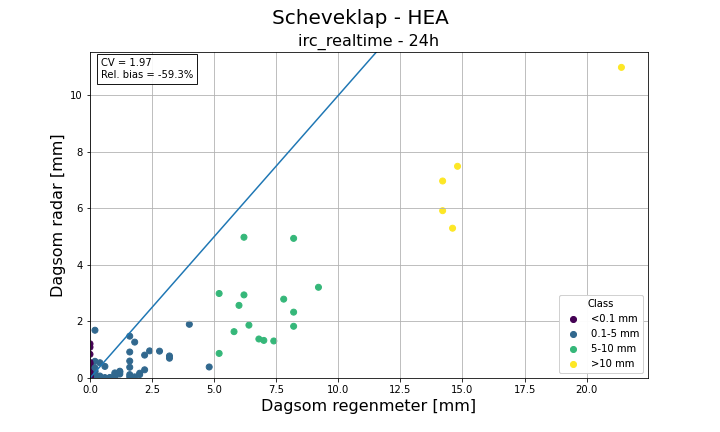 Scheveklap - HEA
irc_realtime - 24h
CV = 1.97
Rel. bias = -59.3%
Dagsom radar [mm]
10
8
6
4
2
0
0.0 2.5 5.0 7.5 10.0 12.5 15.0 17.5 20.0
Dagsom regenmeter [mm]
Class
<0.1 mm
0.1-5 mm
5-10 mm
>10 mm